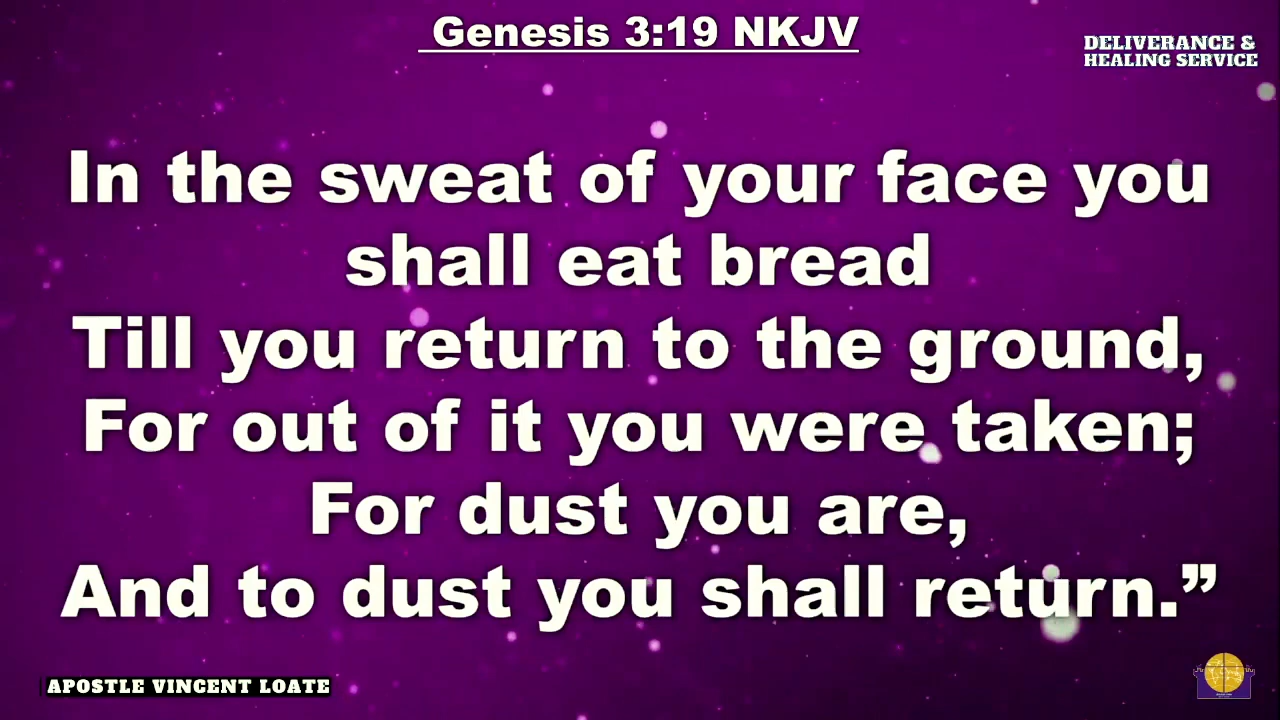 Genesis 3:19 NKJV
DELIVERANCE &
HEALING SERVICE
In the sweat of your face you
shall eat bread
Till you return to the ground,
For out of it you were taken;
For dust you are,
And to dust you shall return.”
APOSTLE VINCENT LOATE